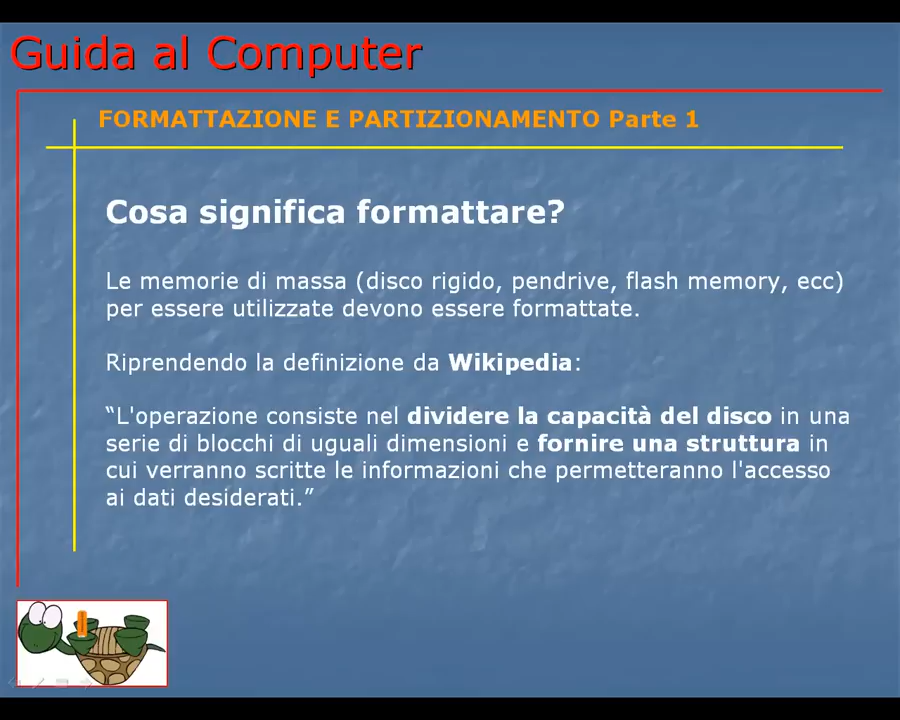 Guida al Computer
FORMATTAZIONE E PARTIZIONAMENTO Parte 1
Cosa significa formattare?
Le memorie di massa (disco rigido, pendrive, flash memory, ecc)
per essere utilizzate devono essere formattate.
Riprendendo la definizione da Wikipedia:
“L'operazione consiste nel dividere la capacità del disco in una
serie di blocchi di uguali dimensioni e fornire una struttura in
cui verranno scritte le informazioni che permetteranno l'accesso
ai dati desiderati.”